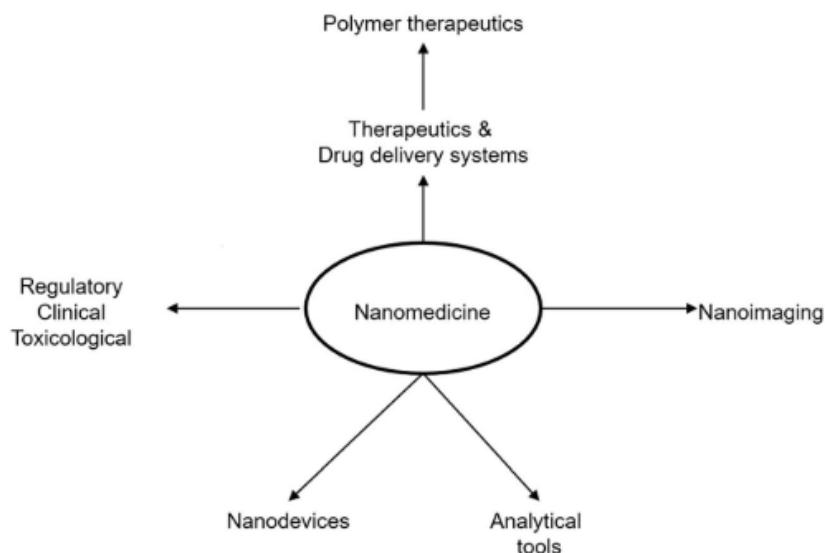 Polymer therapeutics
Therapeutics &
Drug delivery systems
Regulatory
Clinical
Toxicological
Nanomedicine
Nanoimaging
Nanodevices
Analytical
tools